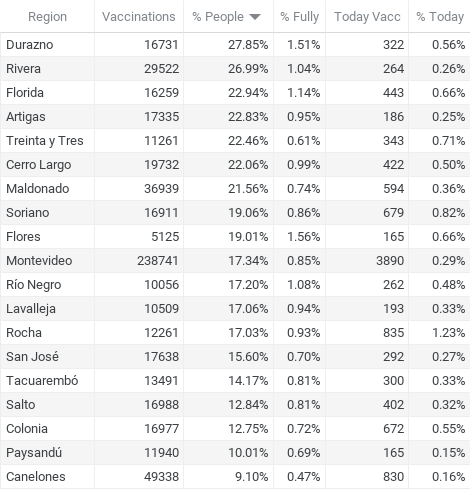 Region Vaccinations % People % Fully Today Vacc % Today
Durazno 16731 27.85% 1.51% 322 0.56%
Rivera 29522 26.99% 1.04% 264 0.26%
Florida 16259 22.94% 1.14% 443 0.66%
Artigas 17335 22.83% 0.95% 186 0.25%
Treinta y Tres 11261 22.46% 0.61% 343 0.71%
Cerro Largo 19732 22.06% 0.99% 422 0.50%
Maldonado 36939 21.56% 0.74% 594 0.36%
Soriano 16911 19.06% 0.86% 679 0.82%
Flores 5125 19.01% 1.56% 165 0.66%
Montevideo 238741 17.34% 0.85% 3890 0.29%
Río Negro 10056 17.20% 1.08% 262 0.48%
Lavalleja 10509 17.06% 0.94% 193 0.33%
Rocha 12261 17.03% 0.93% 835 1.23%
San José 17638 15.60% 0.70% 292 0.27%
Tacuarembó 13491 14.17% 0.81% 300 0.33%
Salto 16988 12.84% 0.81% 402 0.32%
Colonia 16977 12.75% 0.72% 672 0.55%
Paysandú 11940 10.01% 0.69% 165 0.15%
Canelones 49338 9.10% 0.47% 830 0.16%